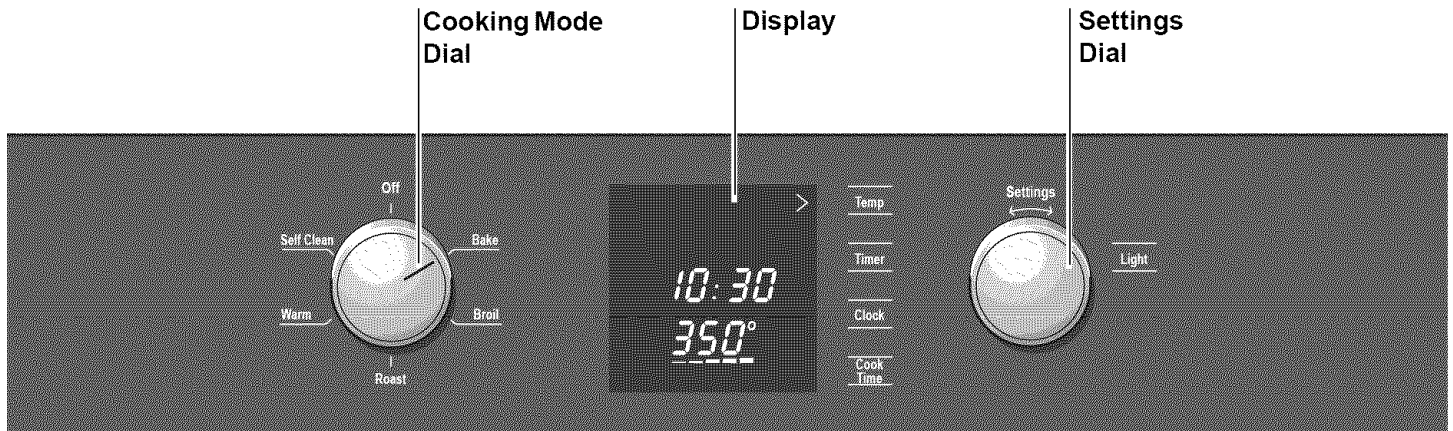 Cooking Mode
Dial
Display
Settings
Dial
Off
Self Clean
Bake
Warm
Broil
Roast
>
10:30
350°
Temp
Timer
Clock
Cook
Time
Settings
Light